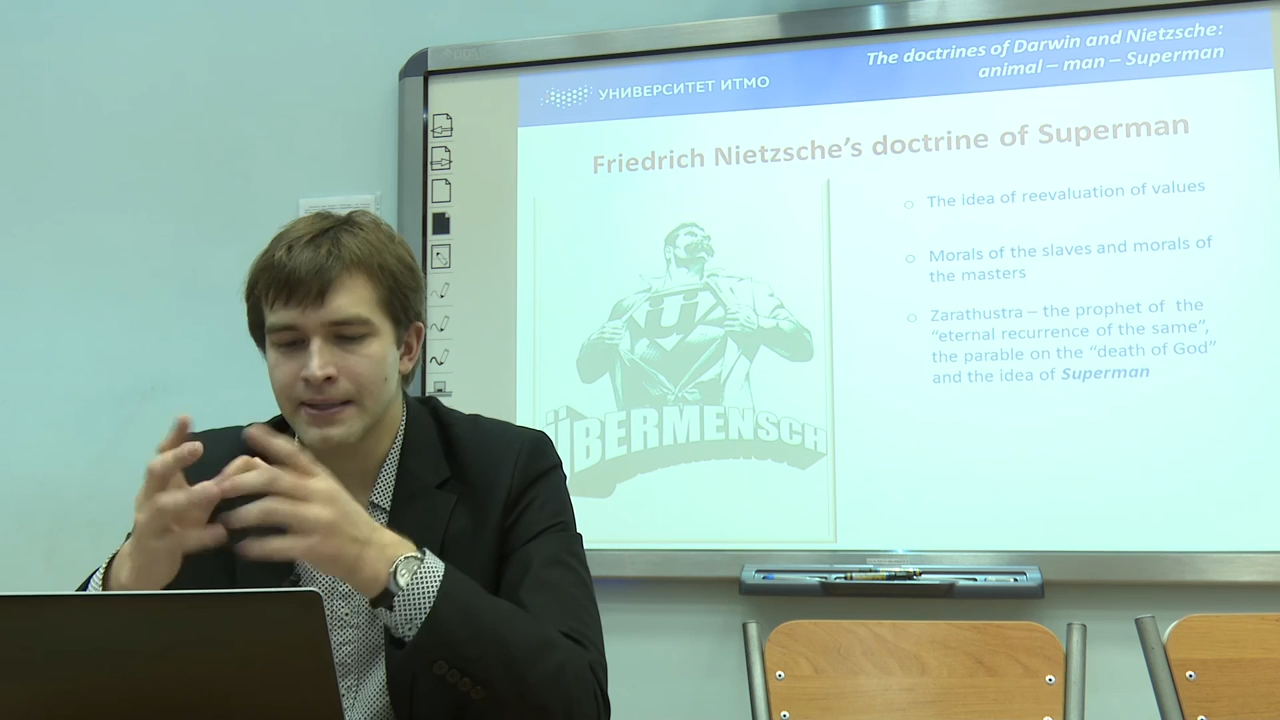 The doctrines of Darwin and Nietzsche:
animal – man – Superman
УНИВЕРСИТЕТ ИТМО
Friedrich Nietzsche’s doctrine of Superman
The idea of reevaluation of values
Morals of the slaves and morals of
the masters
Zarathustra – the prophet of the
“eternal recurrence of the same”,
the parable on the “death of God”
and the idea of Superman
Ü
ÜBERMENSCH